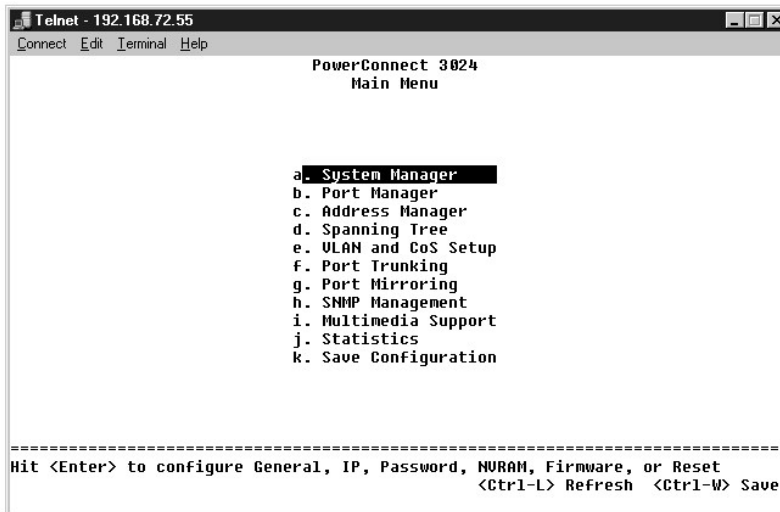 Telnet - 192.168.72.55
Connect Edit Terminal Help
PowerConnect 3024
Main Menu
a. System Manager
b. Port Manager
c. Address Manager
d. Spanning Tree
e. VLAN and CoS Setup
f. Port Trunking
g. Port Mirroring
h. SNMP Management
i. Multimedia Support
j. Statistics
k. Save Configuration
Hit <Enter> to configure General, IP, Password, NVRAM, Firmware, or Reset
<Ctrl-L> Refresh <Ctrl-W> Save